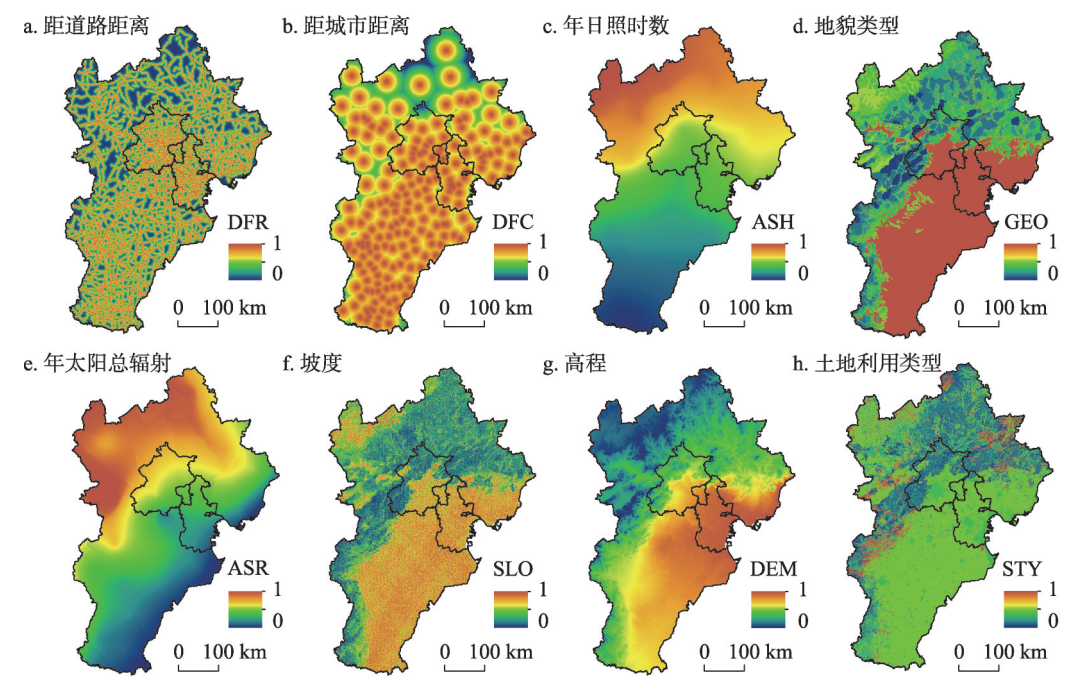 a. 距道路距离
DFR
1
0
0 100 km
b. 距城市距离
DFC
1
0
0 100 km
c. 年日照时数
ASH
1
0
0 100 km
d. 地貌类型
GEO
1
0
0 100 km
e. 年太阳总辐射
ASR
1
0
0 100 km
f. 坡度
SLO
1
0
0 100 km
g. 高程
DEM
1
0
0 100 km
h. 土地利用类型
STY
1
0
0 100 km